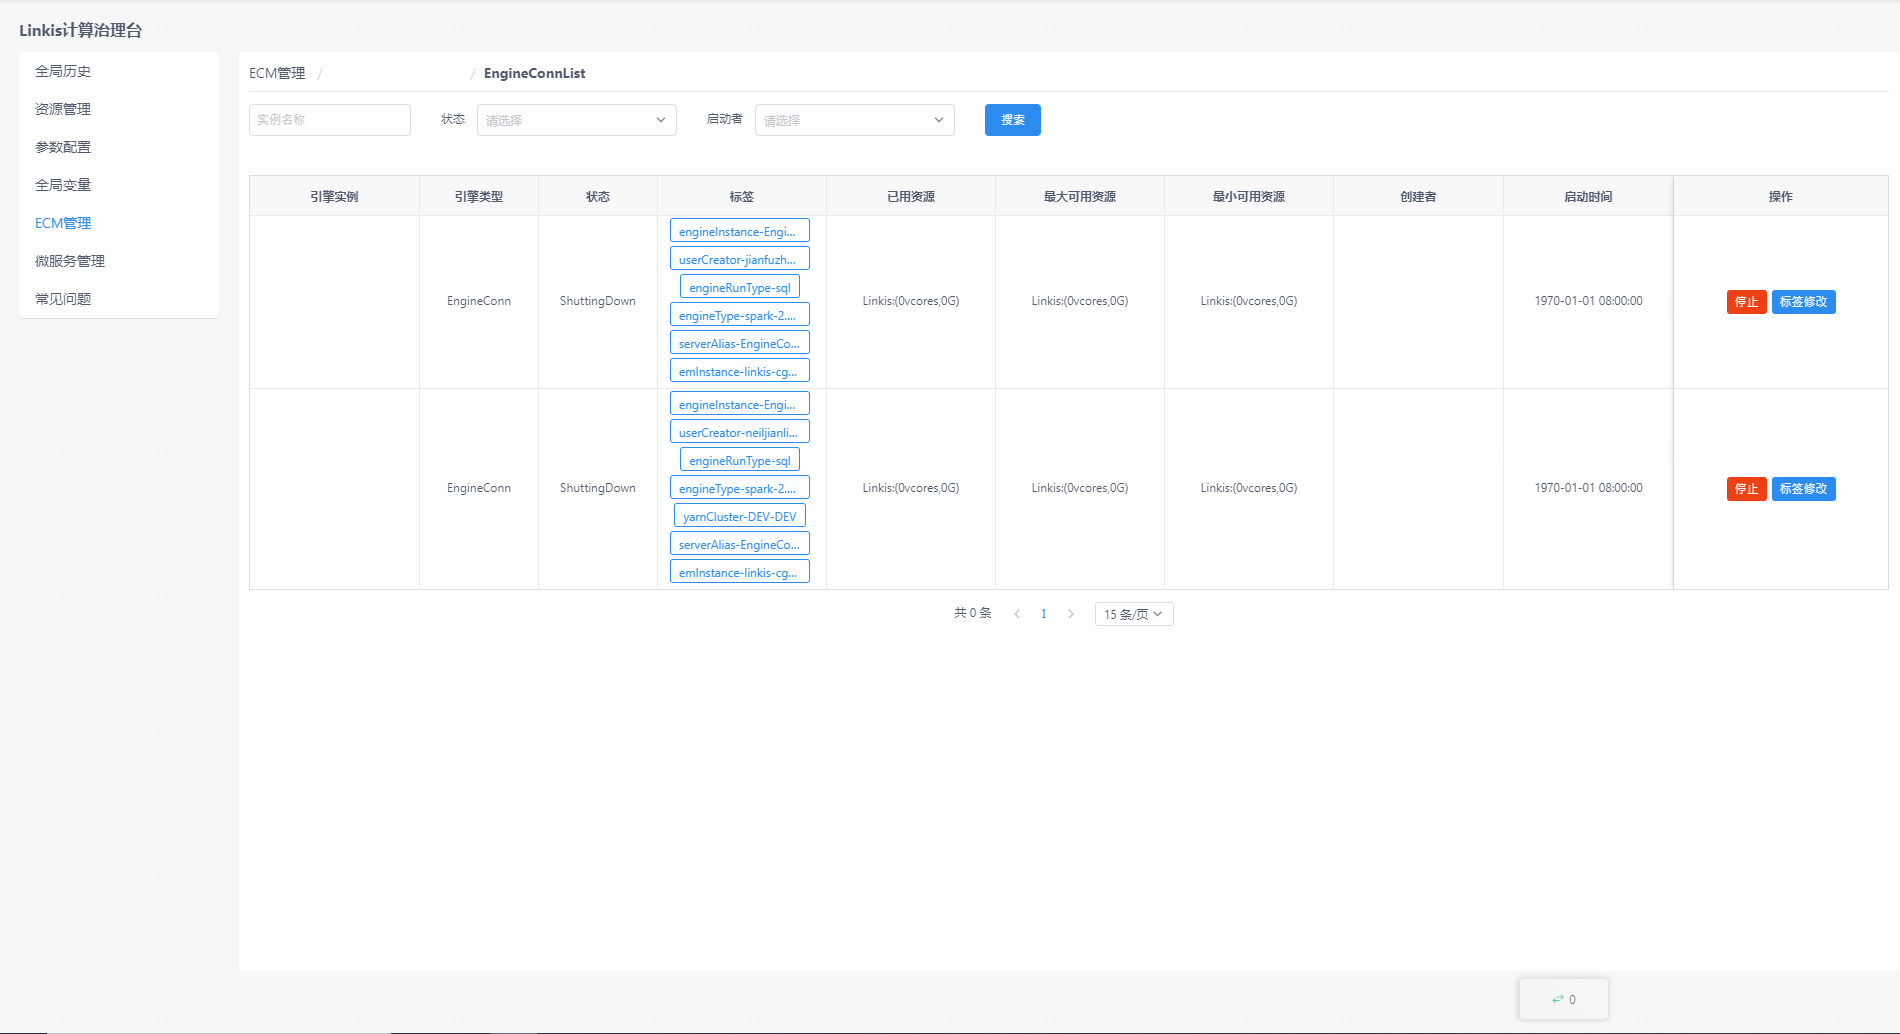 Linkis计算治理台
全局历史
资源管理
参数配置
全局变量
ECM管理
微服务管理
常见问题
ECM管理 / / EngineConnList
实例名称 状态 请选择 启动者 请选择 搜索
引擎实例 引擎类型 状态 标签 已用资源 最大可用资源 最小可用资源 创建者 启动时间 操作
engineInstance-Engi...
userCreator-jianfuzh...
engineRunType-sql
EngineConn ShuttingDown Linkis:(0vcores,0G) Linkis:(0vcores,0G) Linkis:(0vcores,0G) 1970-01-01 08:00:00 停止 标签修改
engineType-spark-2....
serverAlias-EngineCo...
emInstance-linkis-cg...
engineInstance-Engi...
userCreator-neiljianli...
engineRunType-sql
EngineConn ShuttingDown engineType-spark-2.... Linkis:(0vcores,0G) Linkis:(0vcores,0G) Linkis:(0vcores,0G) 1970-01-01 08:00:00 停止 标签修改
yarnCluster-DEV-DEV
serverAlias-EngineCo...
emInstance-linkis-cg...
共 0 条 < 1 > 15 条/页
0